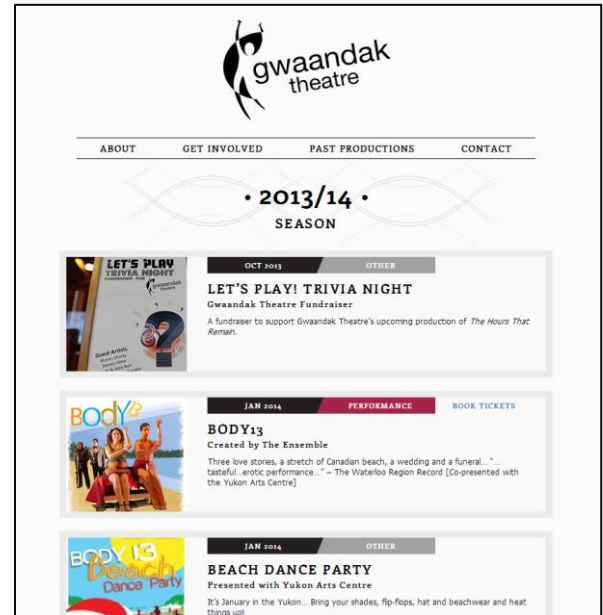 gwaandak
theatre
ABOUT GET INVOLVED PAST PRODUCTIONS CONTACT
• 2013/14 •
SEASON
LET'S PLAY
TRIVIA NIGHT
FUNDRAISER FOR
gwaandak
theatre
?
Guest Artists
OCT 2013 OTHER
LET'S PLAY! TRIVIA NIGHT
Gwaandak Theatre Fundraiser
A fundraiser to support Gwaandak Theatre's upcoming production of The Hours That
Remain.
BODY13
JAN 2014 PERFORMANCE BOOK TICKETS
BODY13
Created by The Ensemble
Three love stories, a stretch of Canadian beach, a wedding and a funeral... "...
tasteful...erotic performance..." – The Waterloo Region Record [Co-presented with
the Yukon Arts Centre]
BODY 13
Beach
Dance Party
JAN 2014 OTHER
BEACH DANCE PARTY
Presented with Yukon Arts Centre
It's January in the Yukon... Bring your shades, flip-flops, hat and beachwear and heat
things up!